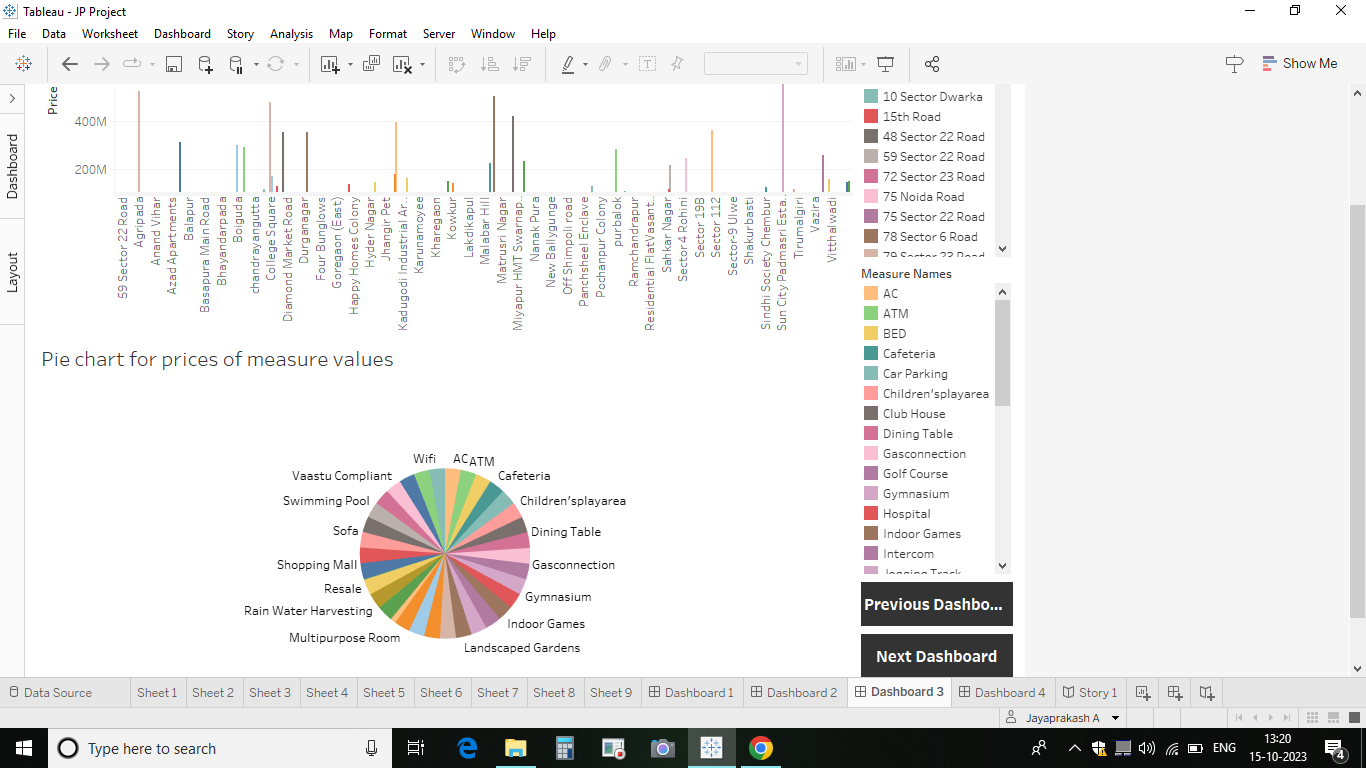 Tableau - JP Project
File Data Worksheet Dashboard Story Analysis Map Format Server Window Help
Show Me
Dashboard
Layout
Price
400M
200M
59 Sector 22 Road
Agripada
Anand Vihar
Azad Apartments
Balapur
Basapura Main Road
Bhayandarpada
Boiguda
chandrayangutta
College Square
Diamond Market Road
Durganagar
Four Bunglows
Goregaon (East)
Happy Homes Colony
Hyder Nagar
Jhangir Pet
Kadugodi Industrial Ar..
Karunamoyee
Kharegaon
Kowkur
Lakdikapul
Malabar Hill
Matrusri Nagar
Miyapur HMT Swarnap..
Nanak Pura
New Ballygunge
Off Shimpoli road
Panchsheel Enclave
Pochanpur Colony
purbalok
Ramchandrapur
Residential FlatVasant..
Sahkar Nagar
Sector 4 Rohini
Sector 19B
Sector 112
Sector-9 Ulwe
Shakurbasti
Sindhi Society Chembur
Sun City Padmasri Esta..
Tirumalgiri
Vazira
Vitthalwadi
10 Sector Dwarka
15th Road
48 Sector 22 Road
59 Sector 22 Road
72 Sector 23 Road
75 Noida Road
75 Sector 22 Road
78 Sector 6 Road
79 Sector 23 Road
Measure Names
AC
ATM
BED
Cafeteria
Car Parking
Children'splayarea
Club House
Dining Table
Gasconnection
Golf Course
Gymnasium
Hospital
Indoor Games
Intercom
Jogging Track
Pie chart for prices of measure values
Wifi
AC
ATM
Vaastu Compliant
Cafeteria
Swimming Pool
Children'splayarea
Sofa
Dining Table
Shopping Mall
Gasconnection
Resale
Gymnasium
Rain Water Harvesting
Indoor Games
Multipurpose Room
Landscaped Gardens
Previous Dashbo...
Next Dashboard
Data Source Sheet 1 Sheet 2 Sheet 3 Sheet 4 Sheet 5 Sheet 6 Sheet 7 Sheet 8 Sheet 9 Dashboard 1 Dashboard 2 Dashboard 3 Dashboard 4 Story 1
Jayaprakash A
Type here to search
ENG
13:20
15-10-2023
4